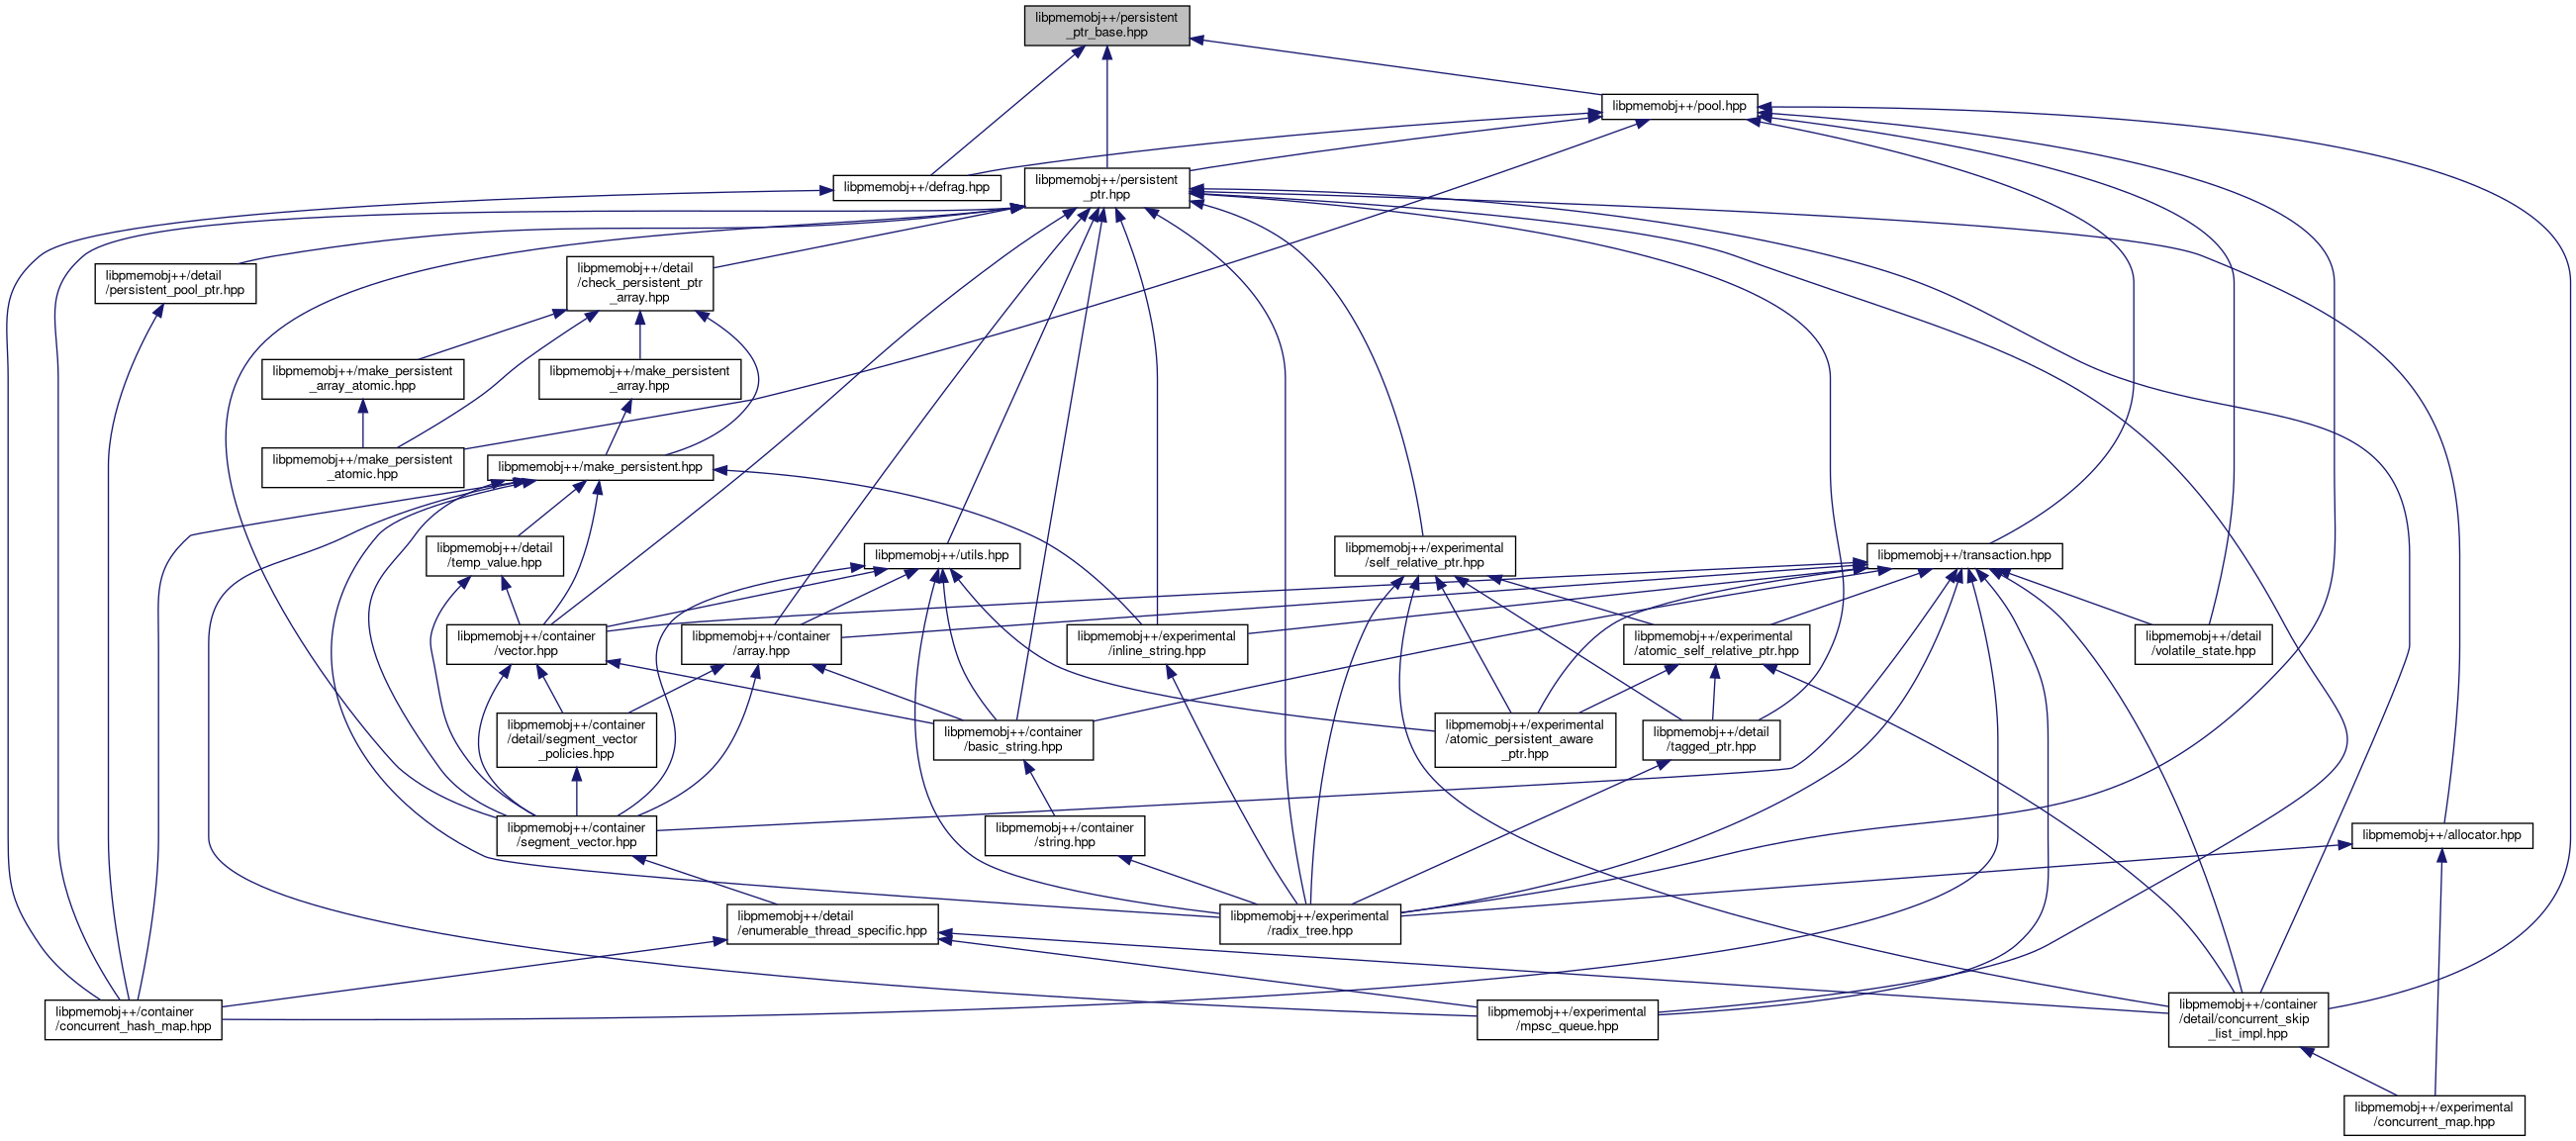 libpmemobj++/persistent
_ptr_base.hpp
libpmemobj++/pool.hpp
libpmemobj++/defrag.hpp
libpmemobj++/persistent
_ptr.hpp
libpmemobj++/detail
/persistent_pool_ptr.hpp
libpmemobj++/detail
/check_persistent_ptr
_array.hpp
libpmemobj++/make_persistent
_array_atomic.hpp
libpmemobj++/make_persistent
_array.hpp
libpmemobj++/make_persistent
_atomic.hpp
libpmemobj++/make_persistent.hpp
libpmemobj++/detail
/temp_value.hpp
libpmemobj++/utils.hpp
libpmemobj++/experimental
/self_relative_ptr.hpp
libpmemobj++/transaction.hpp
libpmemobj++/container
/vector.hpp
libpmemobj++/container
/array.hpp
libpmemobj++/experimental
/inline_string.hpp
libpmemobj++/experimental
/atomic_self_relative_ptr.hpp
libpmemobj++/detail
/volatile_state.hpp
libpmemobj++/container
/detail/segment_vector
_policies.hpp
libpmemobj++/container
/basic_string.hpp
libpmemobj++/experimental
/atomic_persistent_aware
_ptr.hpp
libpmemobj++/detail
/tagged_ptr.hpp
libpmemobj++/container
/segment_vector.hpp
libpmemobj++/container
/string.hpp
libpmemobj++/allocator.hpp
libpmemobj++/detail
/enumerable_thread_specific.hpp
libpmemobj++/experimental
/radix_tree.hpp
libpmemobj++/container
/concurrent_hash_map.hpp
libpmemobj++/experimental
/mpsc_queue.hpp
libpmemobj++/container
/detail/concurrent_skip
_list_impl.hpp
libpmemobj++/experimental
/concurrent_map.hpp